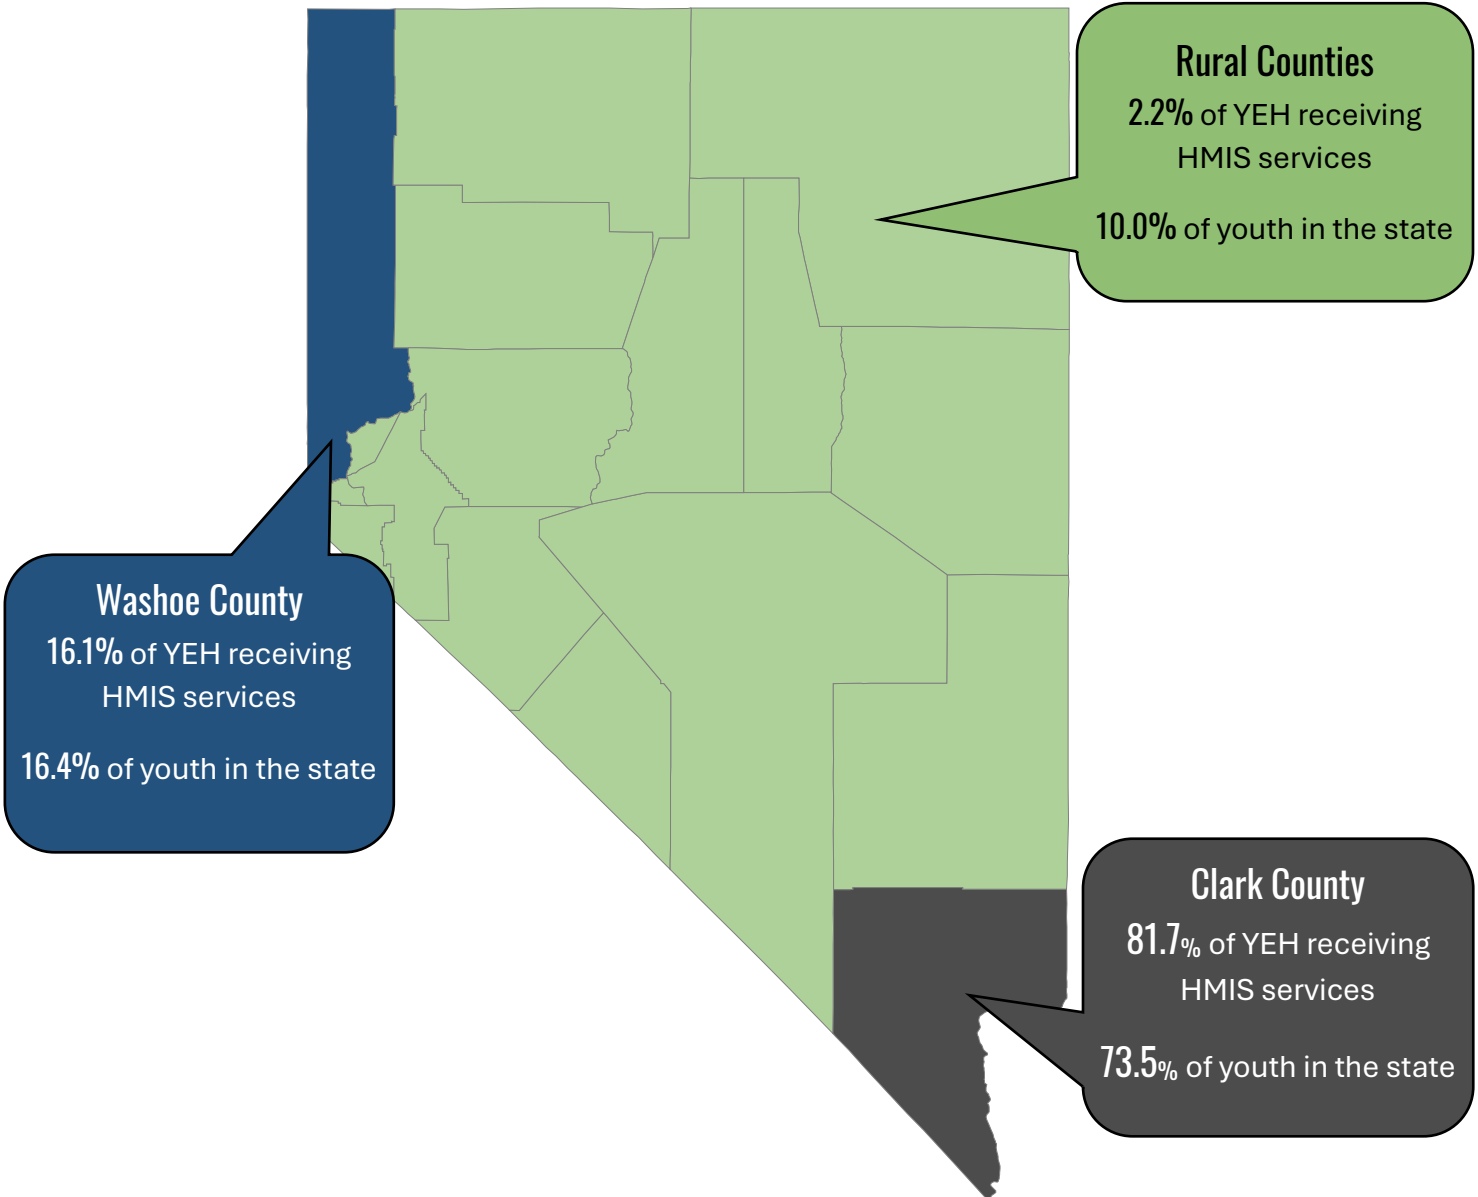 Rural Counties
2.2% of YEH receiving
HMIS services
10.0% of youth in the state
Washoe County
16.1% of YEH receiving
HMIS services
16.4% of youth in the state
Clark County
81.7% of YEH receiving
HMIS services
73.5% of youth in the state